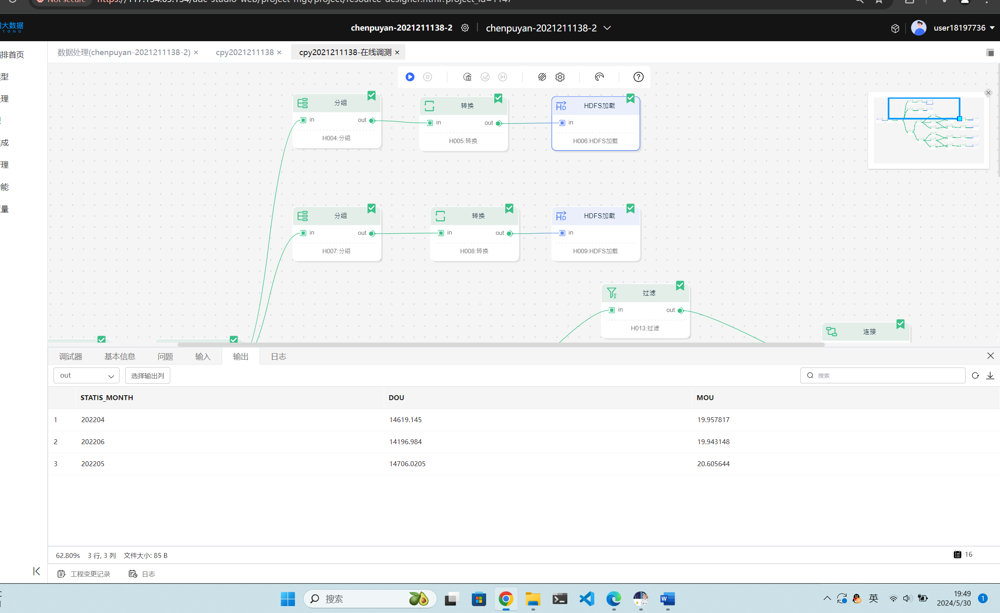 Not secure
大数据
T O N G
chenpuyan-2021211138-2
chenpuyan-2021211138-2
user18197736
排首页
型
理
成
理
能
量
数据处理(chenpuyan-2021211138-2)
cpy2021211138
cpy2021211138-在线调测
分组
in
out
H004:分组
转换
in
out
H005:转换
HDFS加载
in
H006:HDFS加载
分组
in
out
H007:分组
转换
in
out
H008:转换
HDFS加载
in
H009:HDFS加载
过滤
in
out
H013:过滤
连接
调试器
基本信息
问题
输入
输出
日志
out
选择输出列
搜索
STATIS_MONTH DOU MOU
1 202204 14619.145 19.957817
2 202206 14196.984 19.943148
3 202205 14706.0205 20.605644
62.809s 3 行, 3 列 文件大小: 85 B
16
工程变更记录
日志
搜索
英
19:49
2024/5/30
1